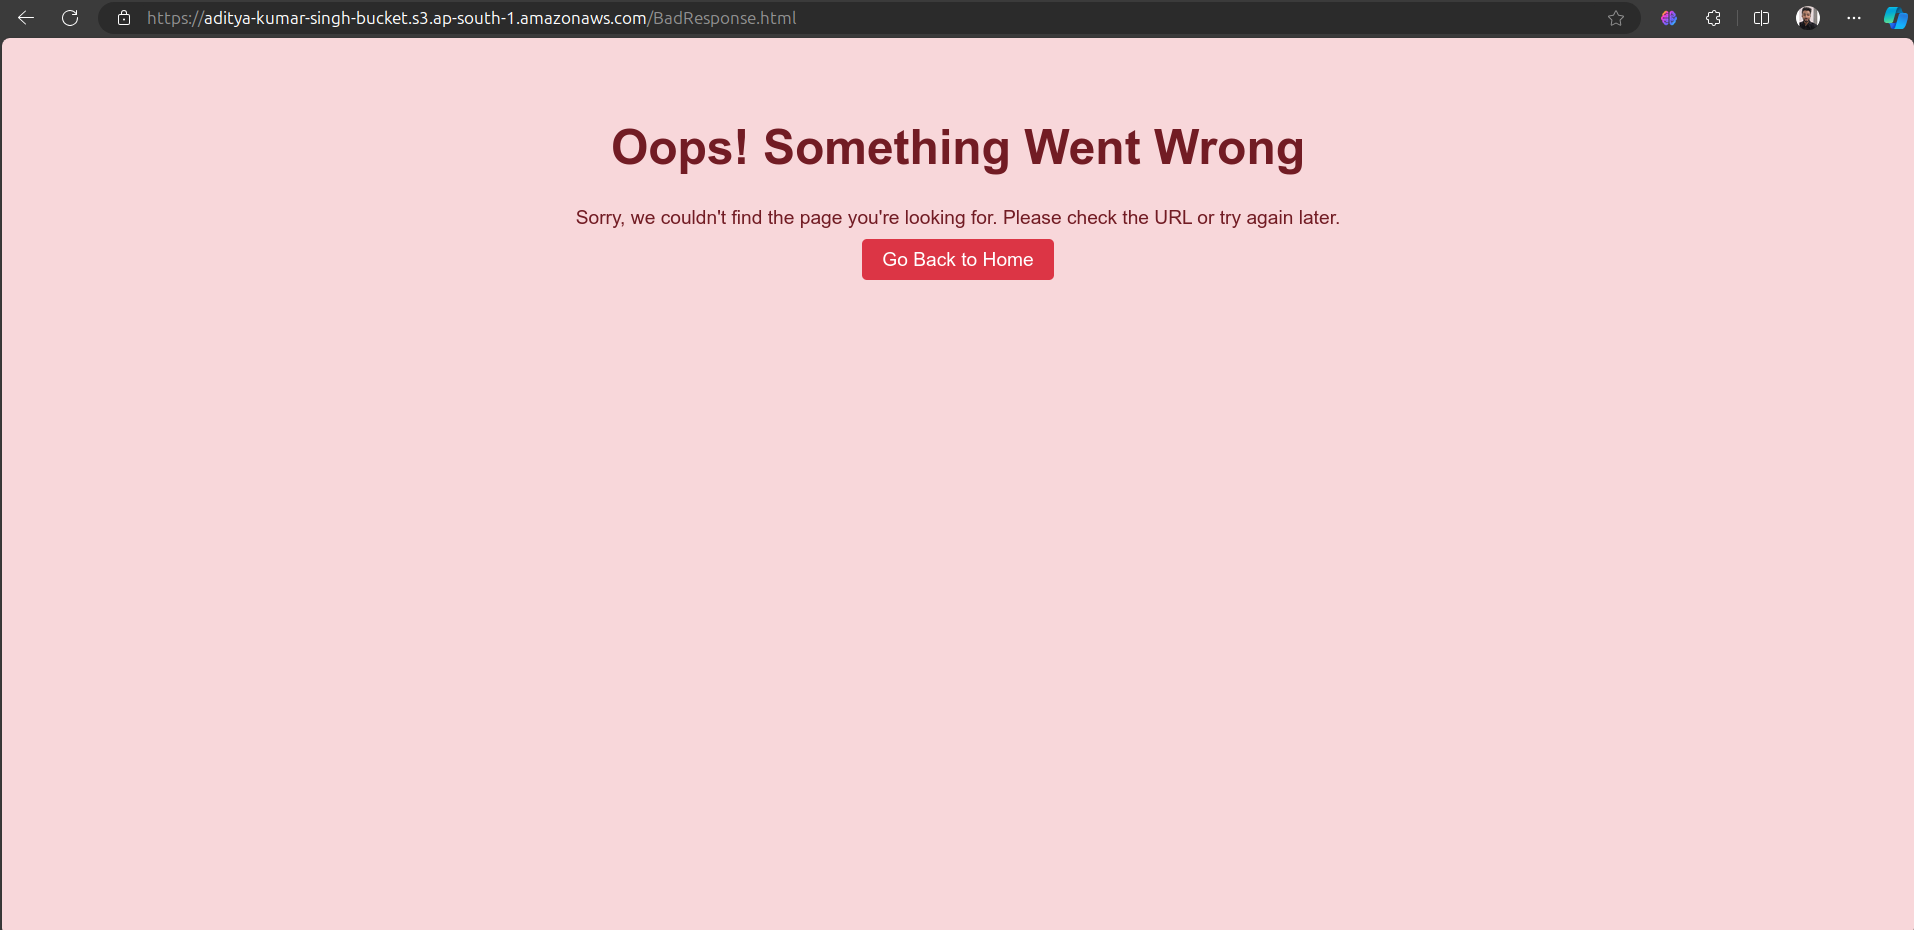 https://aditya-kumar-singh-bucket.s3.ap-south-1.amazonaws.com/BadResponse.html
Oops! Something Went Wrong
Sorry, we couldn't find the page you're looking for. Please check the URL or try again later.
Go Back to Home